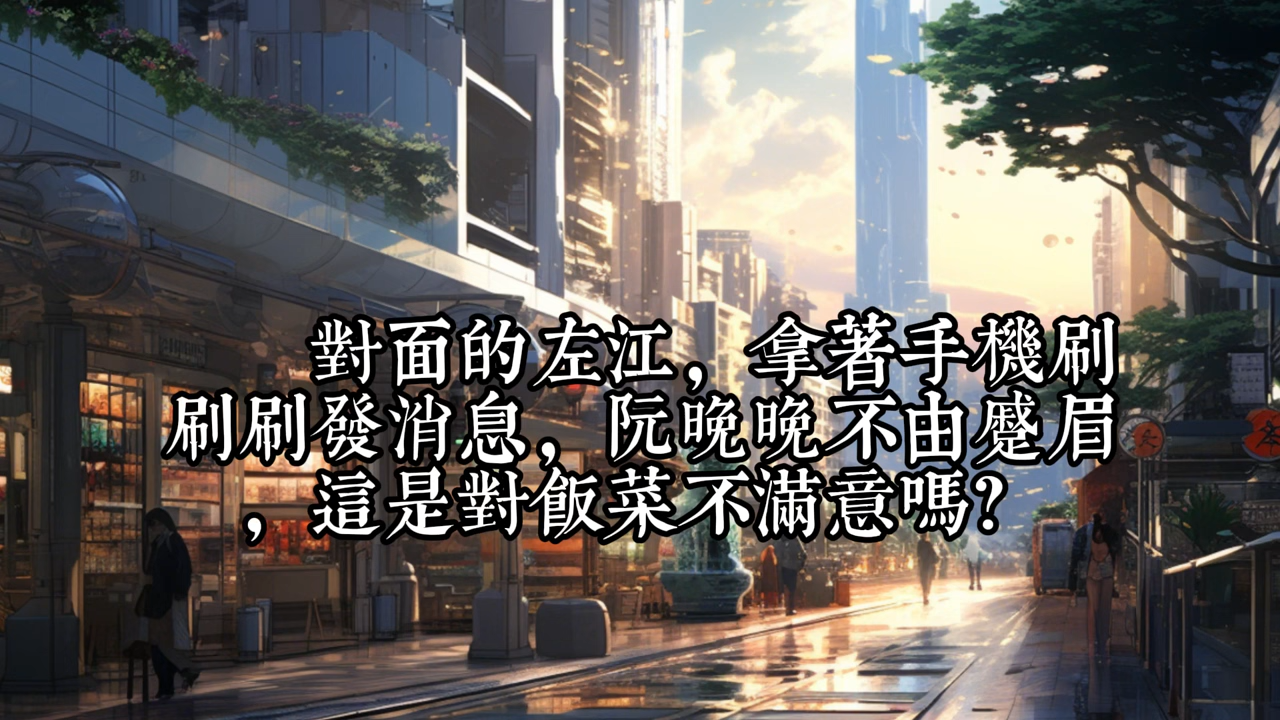 對面的左江，拿著手機刷
刷刷發消息，阮晚晚不由蹙眉
，這是對飯菜不滿意嗎？